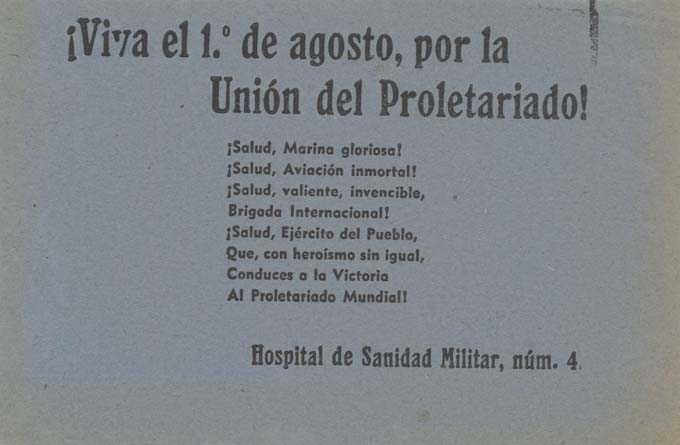 ¡Viva el 1.º de agosto, por la
Unión del Proletariado!
¡Salud, Marina gloriosa!
¡Salud, Aviación inmortal!
¡Salud, valiente, invencible,
Brigada Internacional!
¡Salud, Ejército del Pueblo,
Que, con heroísmo sin igual,
Conduces a la Victoria
Al Proletariado Mundial!
Hospital de Sanidad Militar, núm. 4.